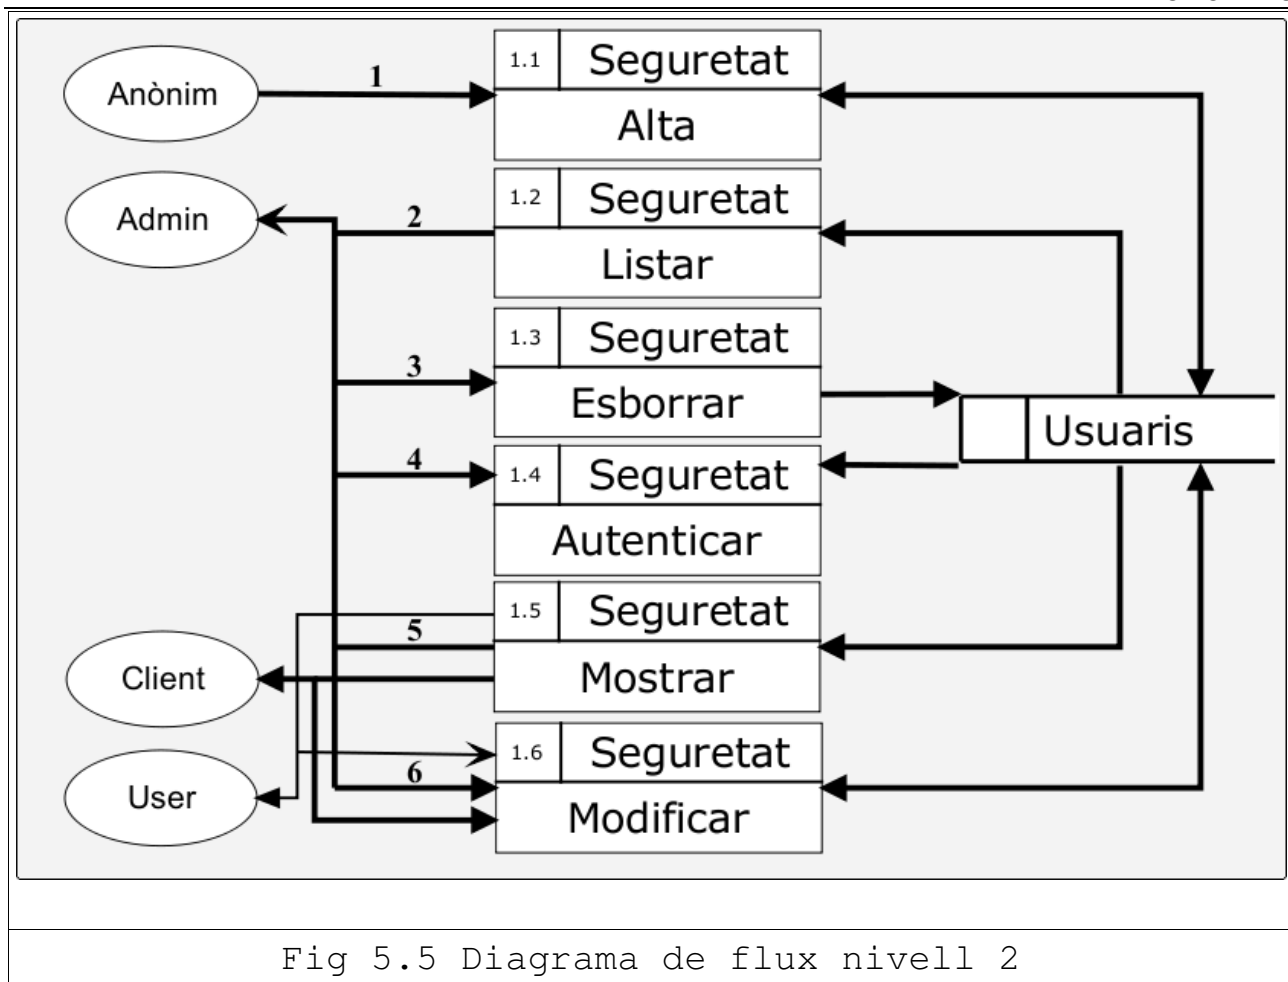 Anònim
1
1.1 Seguretat
Alta
Admin
2
1.2 Seguretat
Listar
3
1.3 Seguretat
Esborrar
Usuaris
4
1.4 Seguretat
Autenticar
5
1.5 Seguretat
Mostrar
Client
6
1.6 Seguretat
Modificar
User
Fig 5.5 Diagrama de flux nivell 2